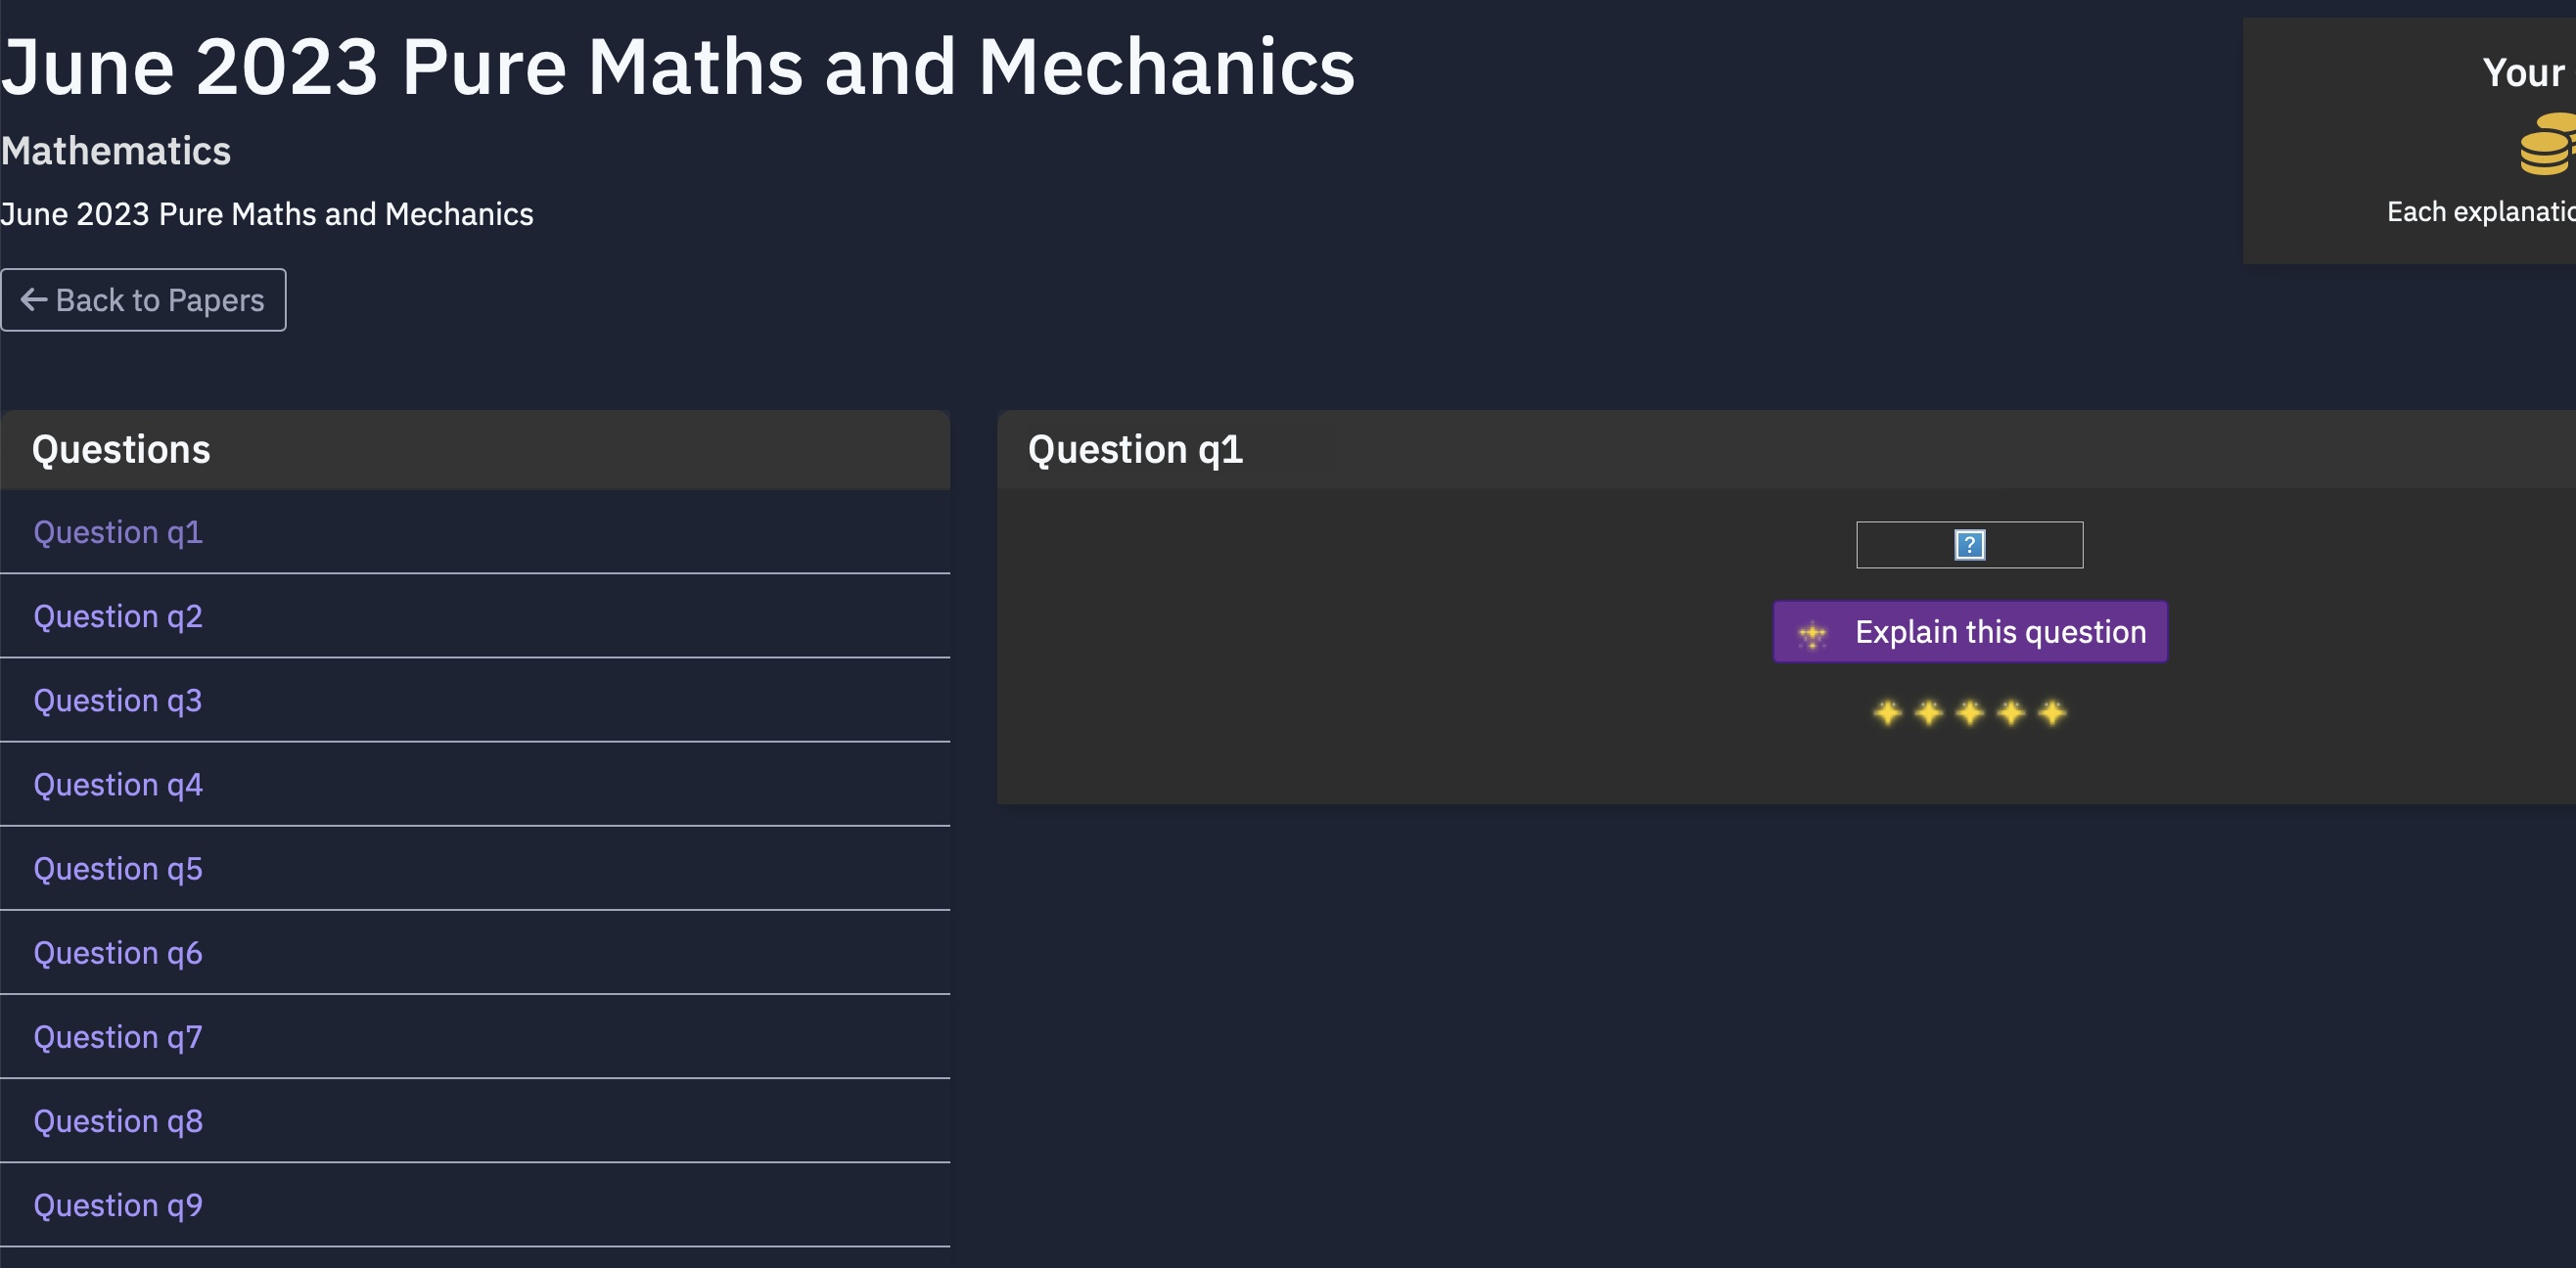 June 2023 Pure Maths and Mechanics
Mathematics
June 2023 Pure Maths and Mechanics
← Back to Papers
Your
Each explanatio
Questions
Question q1
Question q2
Question q3
Question q4
Question q5
Question q6
Question q7
Question q8
Question q9
Question q1
?
Explain this question